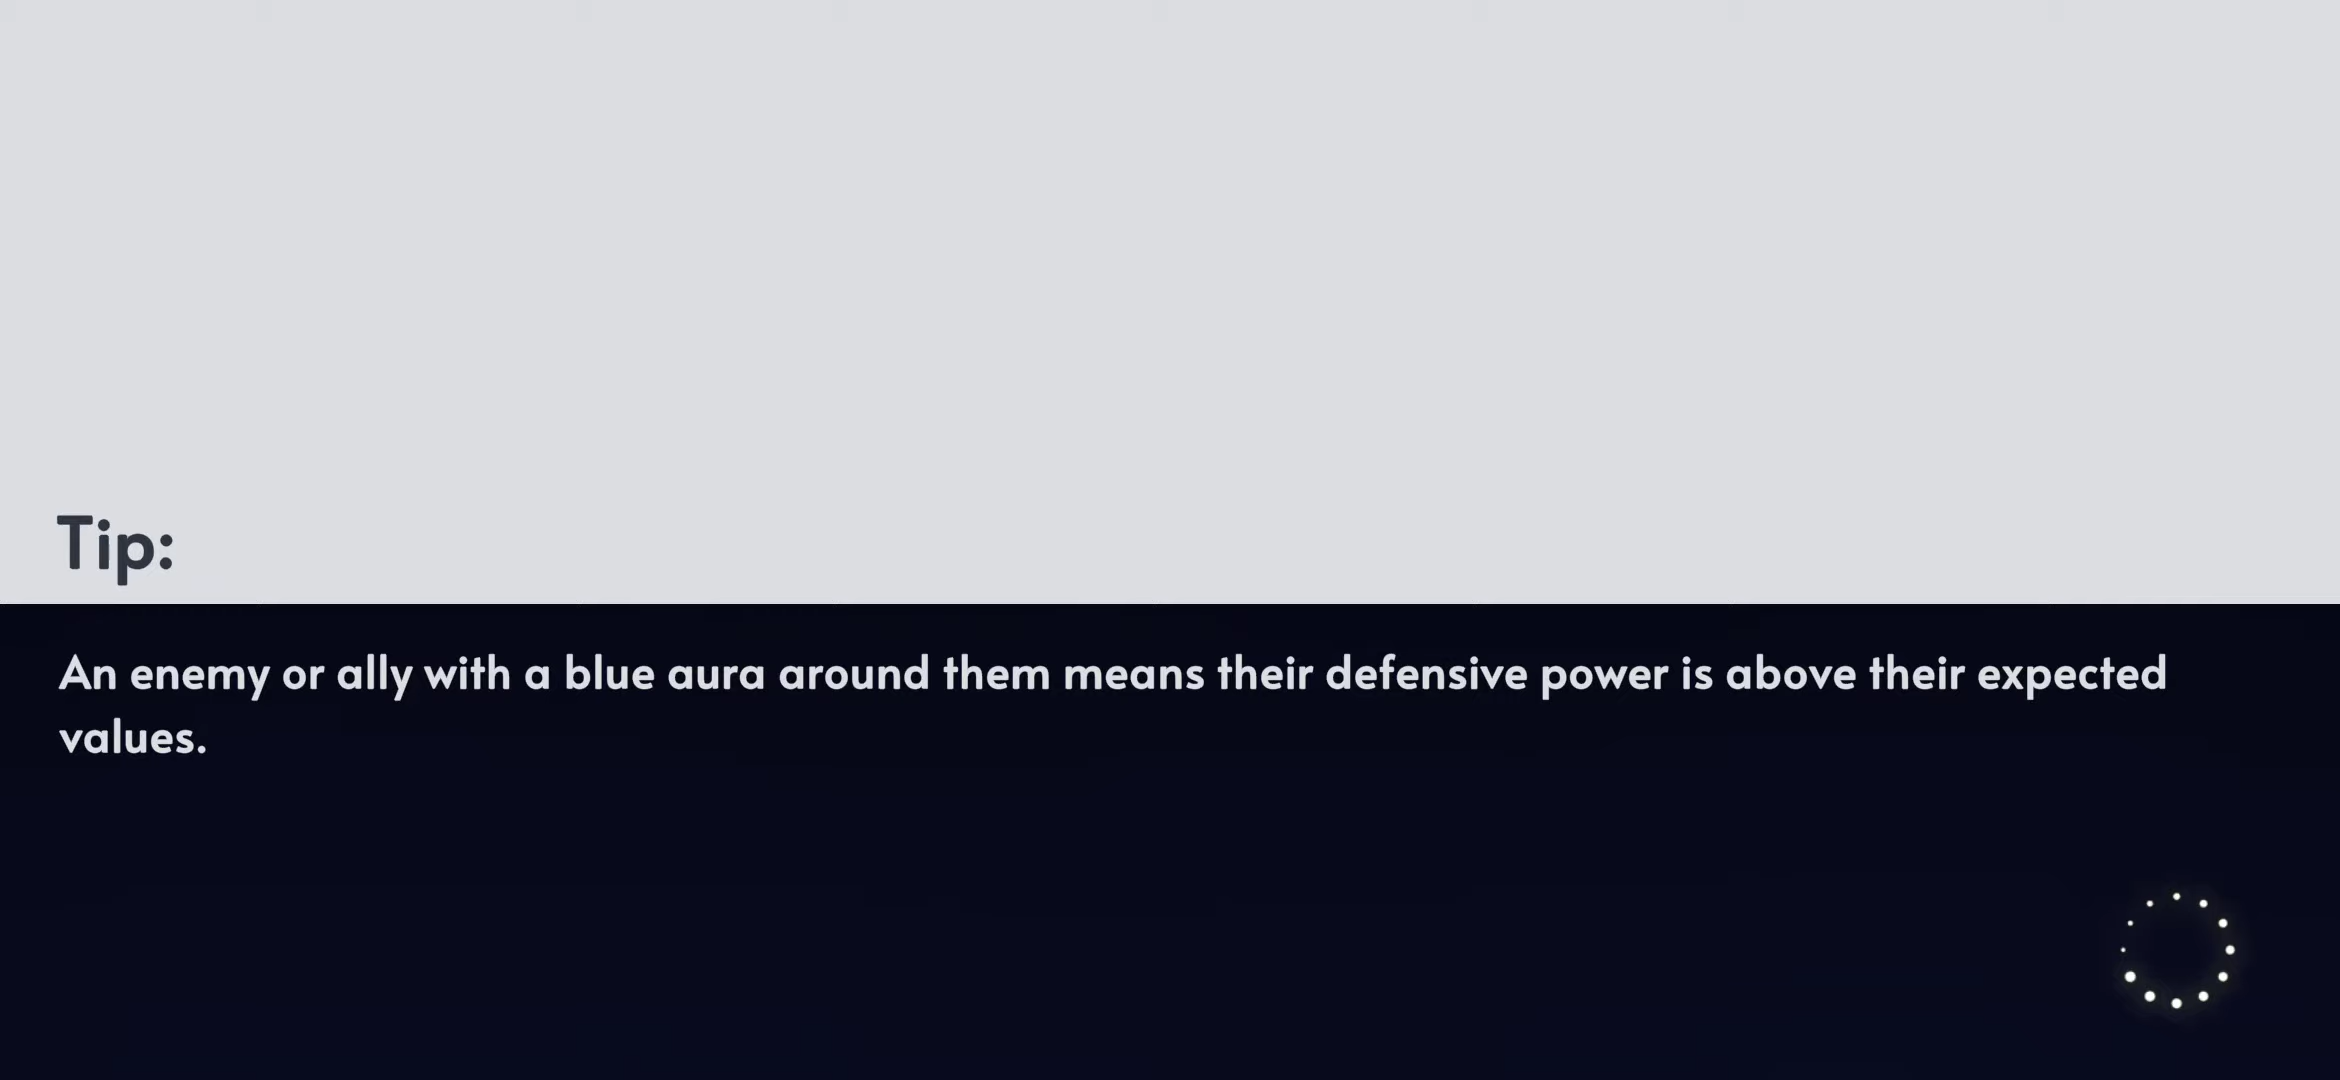 Tip:
An enemy or ally with a blue aura around them means their defensive power is above their expected
values.